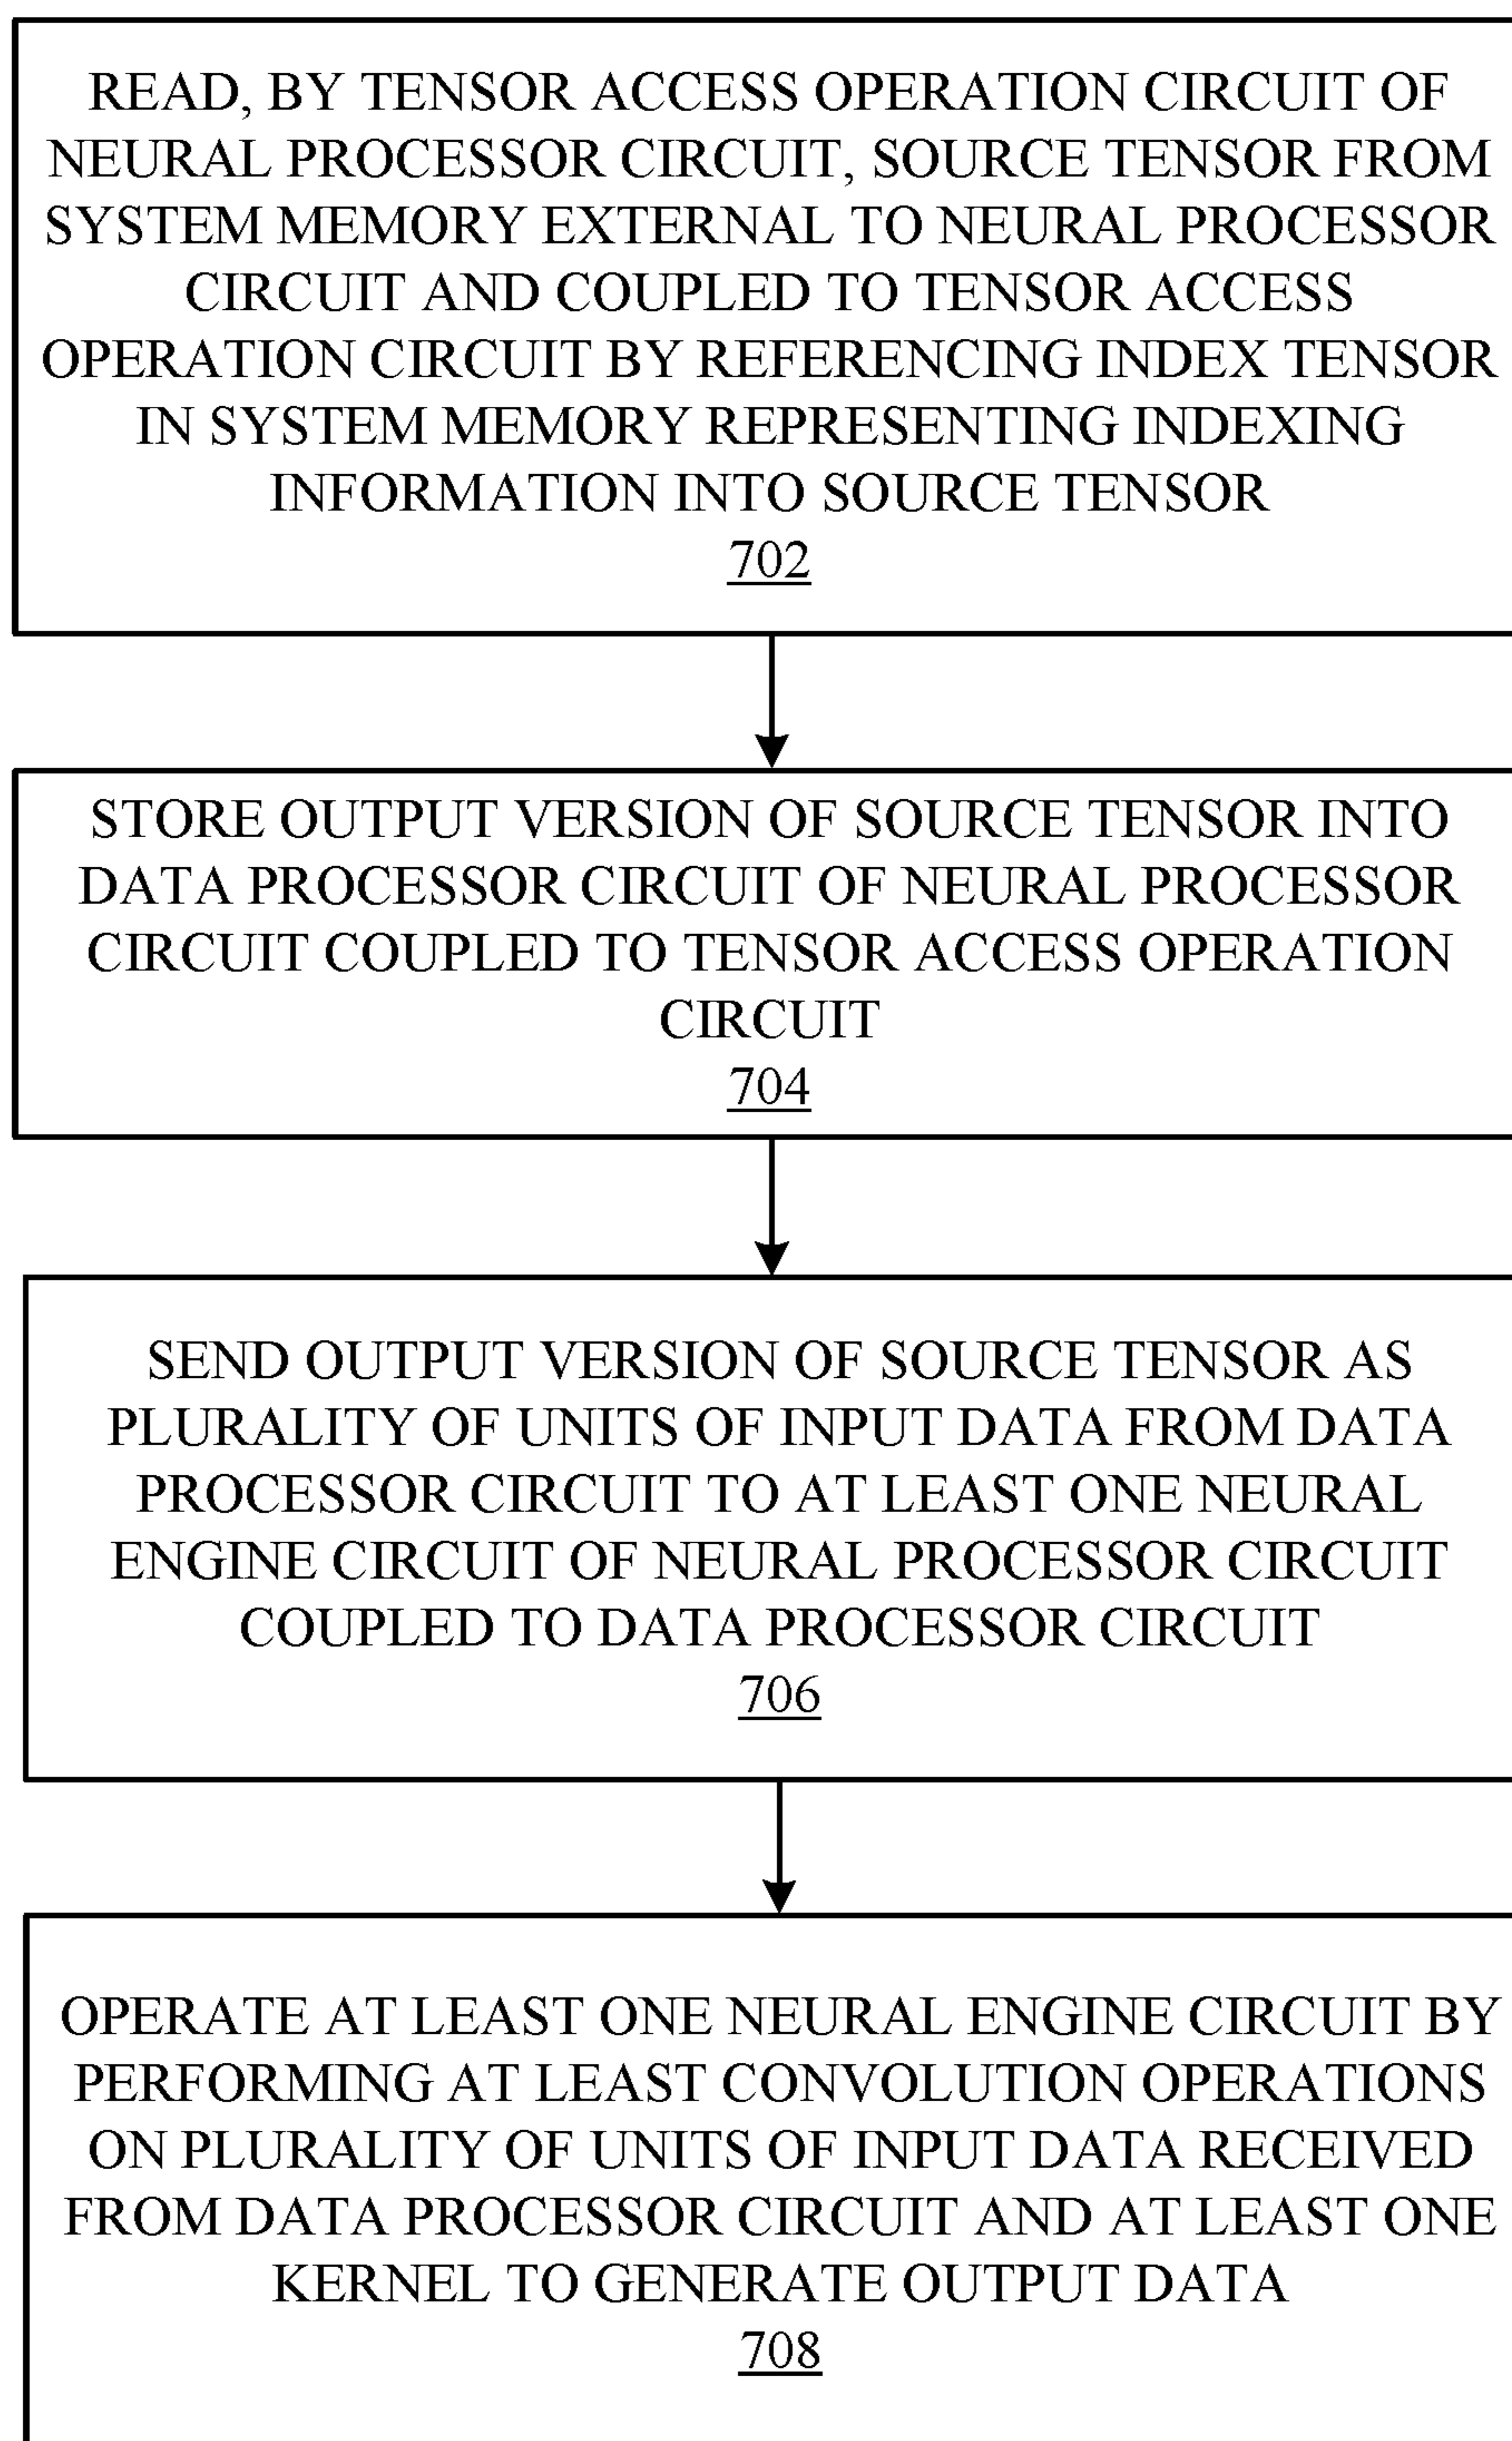 READ, BY TENSOR ACCESS OPERATION CIRCUIT OF
NEURAL PROCESSOR CIRCUIT, SOURCE TENSOR FROM
SYSTEM MEMORY EXTERNAL TO NEURAL PROCESSOR
CIRCUIT AND COUPLED TO TENSOR ACCESS
OPERATION CIRCUIT BY REFERENCING INDEX TENSOR
IN SYSTEM MEMORY REPRESENTING INDEXING
INFORMATION INTO SOURCE TENSOR
702
STORE OUTPUT VERSION OF SOURCE TENSOR INTO
DATA PROCESSOR CIRCUIT OF NEURAL PROCESSOR
CIRCUIT COUPLED TO TENSOR ACCESS OPERATION
CIRCUIT
704
SEND OUTPUT VERSION OF SOURCE TENSOR AS
PLURALITY OF UNITS OF INPUT DATA FROM DATA
PROCESSOR CIRCUIT TO AT LEAST ONE NEURAL
ENGINE CIRCUIT OF NEURAL PROCESSOR CIRCUIT
COUPLED TO DATA PROCESSOR CIRCUIT
706
OPERATE AT LEAST ONE NEURAL ENGINE CIRCUIT BY
PERFORMING AT LEAST CONVOLUTION OPERATIONS
ON PLURALITY OF UNITS OF INPUT DATA RECEIVED
FROM DATA PROCESSOR CIRCUIT AND AT LEAST ONE
KERNEL TO GENERATE OUTPUT DATA
708